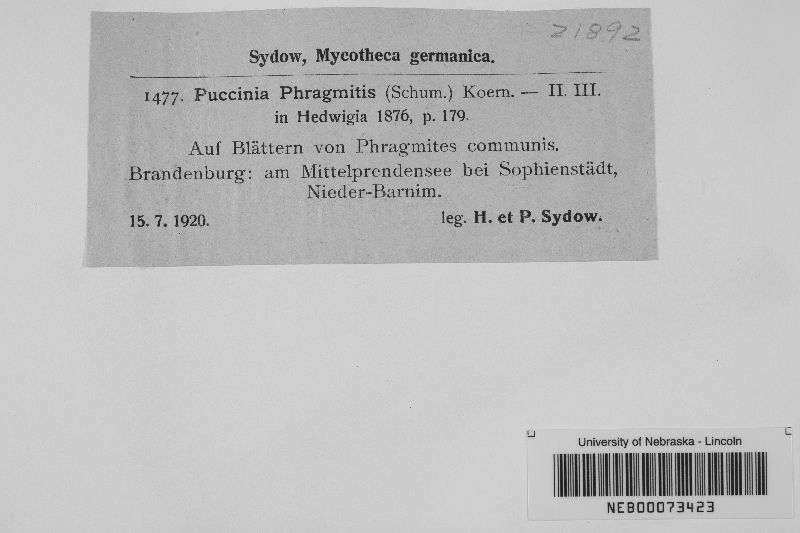 21892
Sydow, Mycotheca germanica.
1477. Puccinia Phragmitis (Schum.) Koern. — II. III.
in Hedwigia 1876, p. 179.
Auf Blättern von Phragmites communis.
Brandenburg: am Mittelprendensee bei Sophienstädt,
Nieder-Barnim.
15. 7. 1920. leg. H. et P. Sydow.
University of Nebraska - Lincoln
NEB00073423